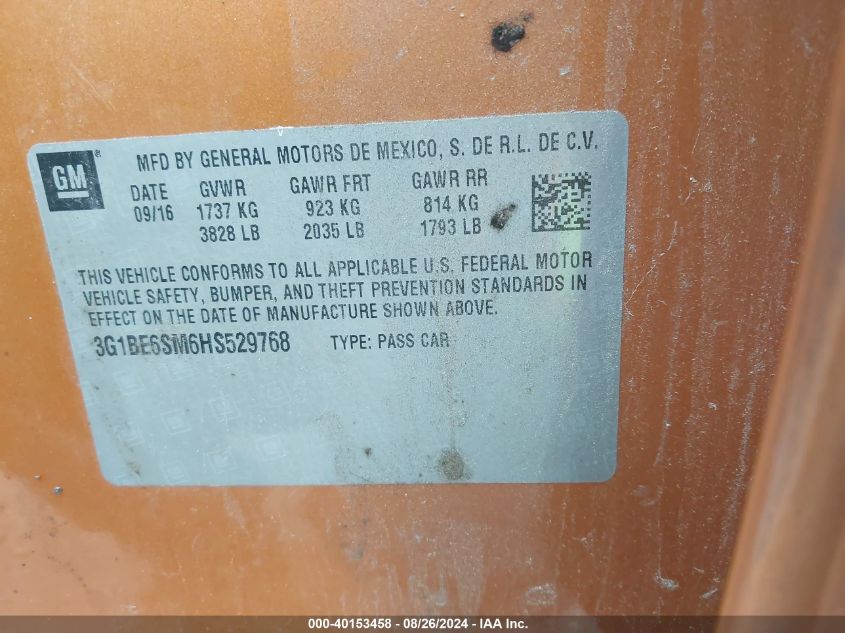 GM ® MFD BY GENERAL MOTORS DE MEXICO, S. DE R.L. DE C.V.
DATE GVWR GAWR FRT GAWR RR
09/16 1737 KG 923 KG 814 KG
3828 LB 2035 LB 1793 LB
THIS VEHICLE CONFORMS TO ALL APPLICABLE U.S. FEDERAL MOTOR
VEHICLE SAFETY, BUMPER, AND THEFT PREVENTION STANDARDS IN
EFFECT ON THE DATE OF MANUFACTURE SHOWN ABOVE.
3G1BE6SM6HS529768 TYPE: PASS CAR
000-40153458 - 08/26/2024 - IAA Inc.